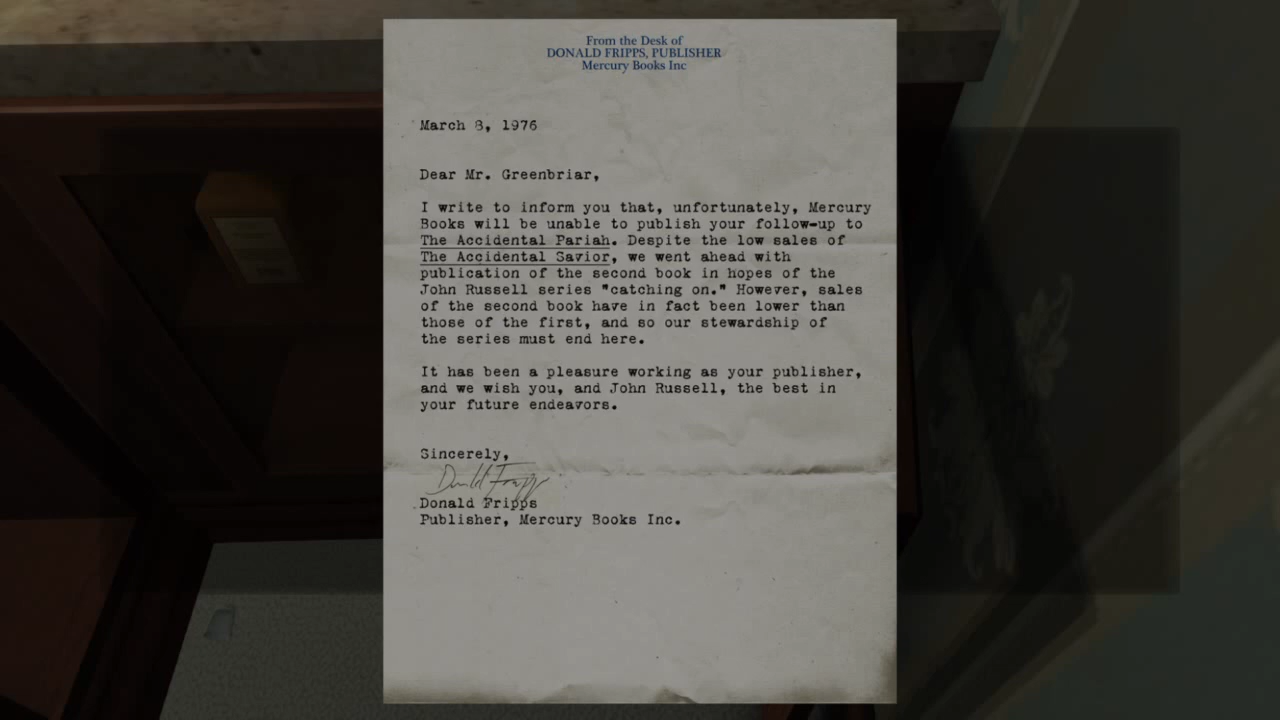 From the Desk of
DONALD FRIPPS, PUBLISHER
Mercury Books Inc
March 8, 1976
Dear Mr. Greenbriar,
I write to inform you that, unfortunately, Mercury
Books will be unable to publish your follow-up to
The Accidental Pariah. Despite the low sales of
The Accidental Savior, we went ahead with
publication of the second book in hopes of the
John Russell series "catching on." However, sales
of the second book have in fact been lower than
those of the first, and so our stewardship of
the series must end here.
It has been a pleasure working as your publisher,
and we wish you, and John Russell, the best in
your future endeavors.
Sincerely,
Donald Fripps
Donald Fripps
Publisher, Mercury Books Inc.